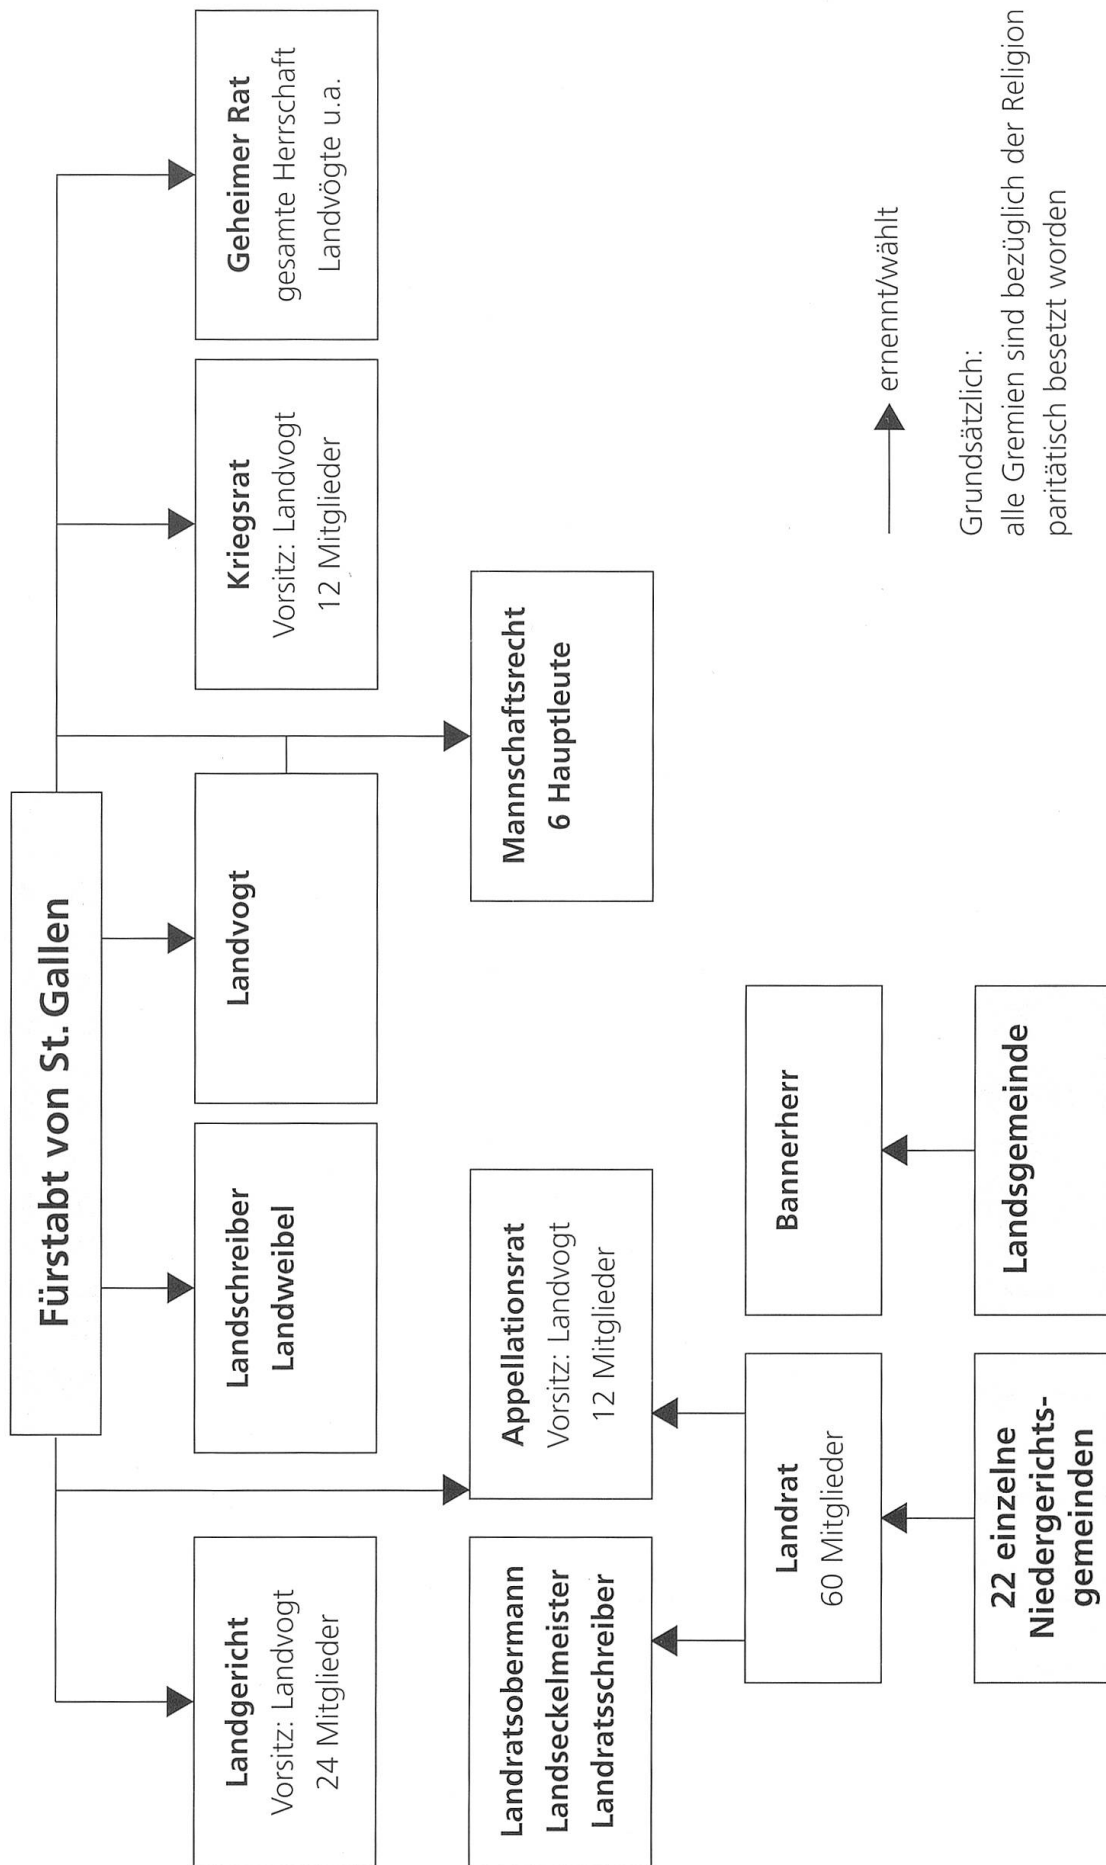 Fürstabt von St. Gallen
Landgericht
Vorsitz: Landvogt
24 Mitglieder
Landschreiber
Landweibel
Landvogt
Kriegsrat
Vorsitz: Landvogt
12 Mitglieder
Geheimer Rat
gesamte Herrschaft
Landvögte u.a.
Landratsobermann
Landseckelmeister
Landratsschreiber
Appellationsrat
Vorsitz: Landvogt
12 Mitglieder
Mannschaftsrecht
6 Hauptleute
Landrat
60 Mitglieder
Bannerherr
22 einzelne
Niedergerichts-
gemeinden
Landsgemeinde
ernennt/wählt
Grundsätzlich:
alle Gremien sind bezüglich der Religion
paritätisch besetzt worden